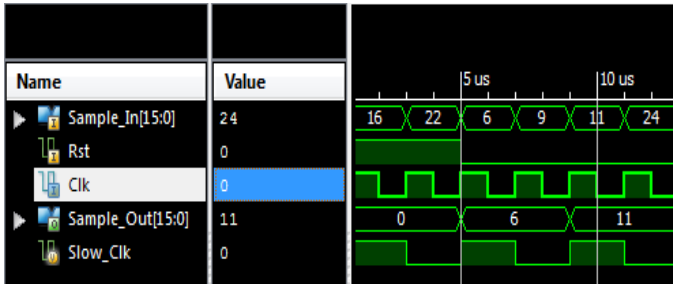 Name Value 5 us 10 us
Sample_In[15:0] 24 16 22 6 9 11 24
Rst 0
Clk 0
Sample_Out[15:0] 11 0 6 11
Slow_Clk 0